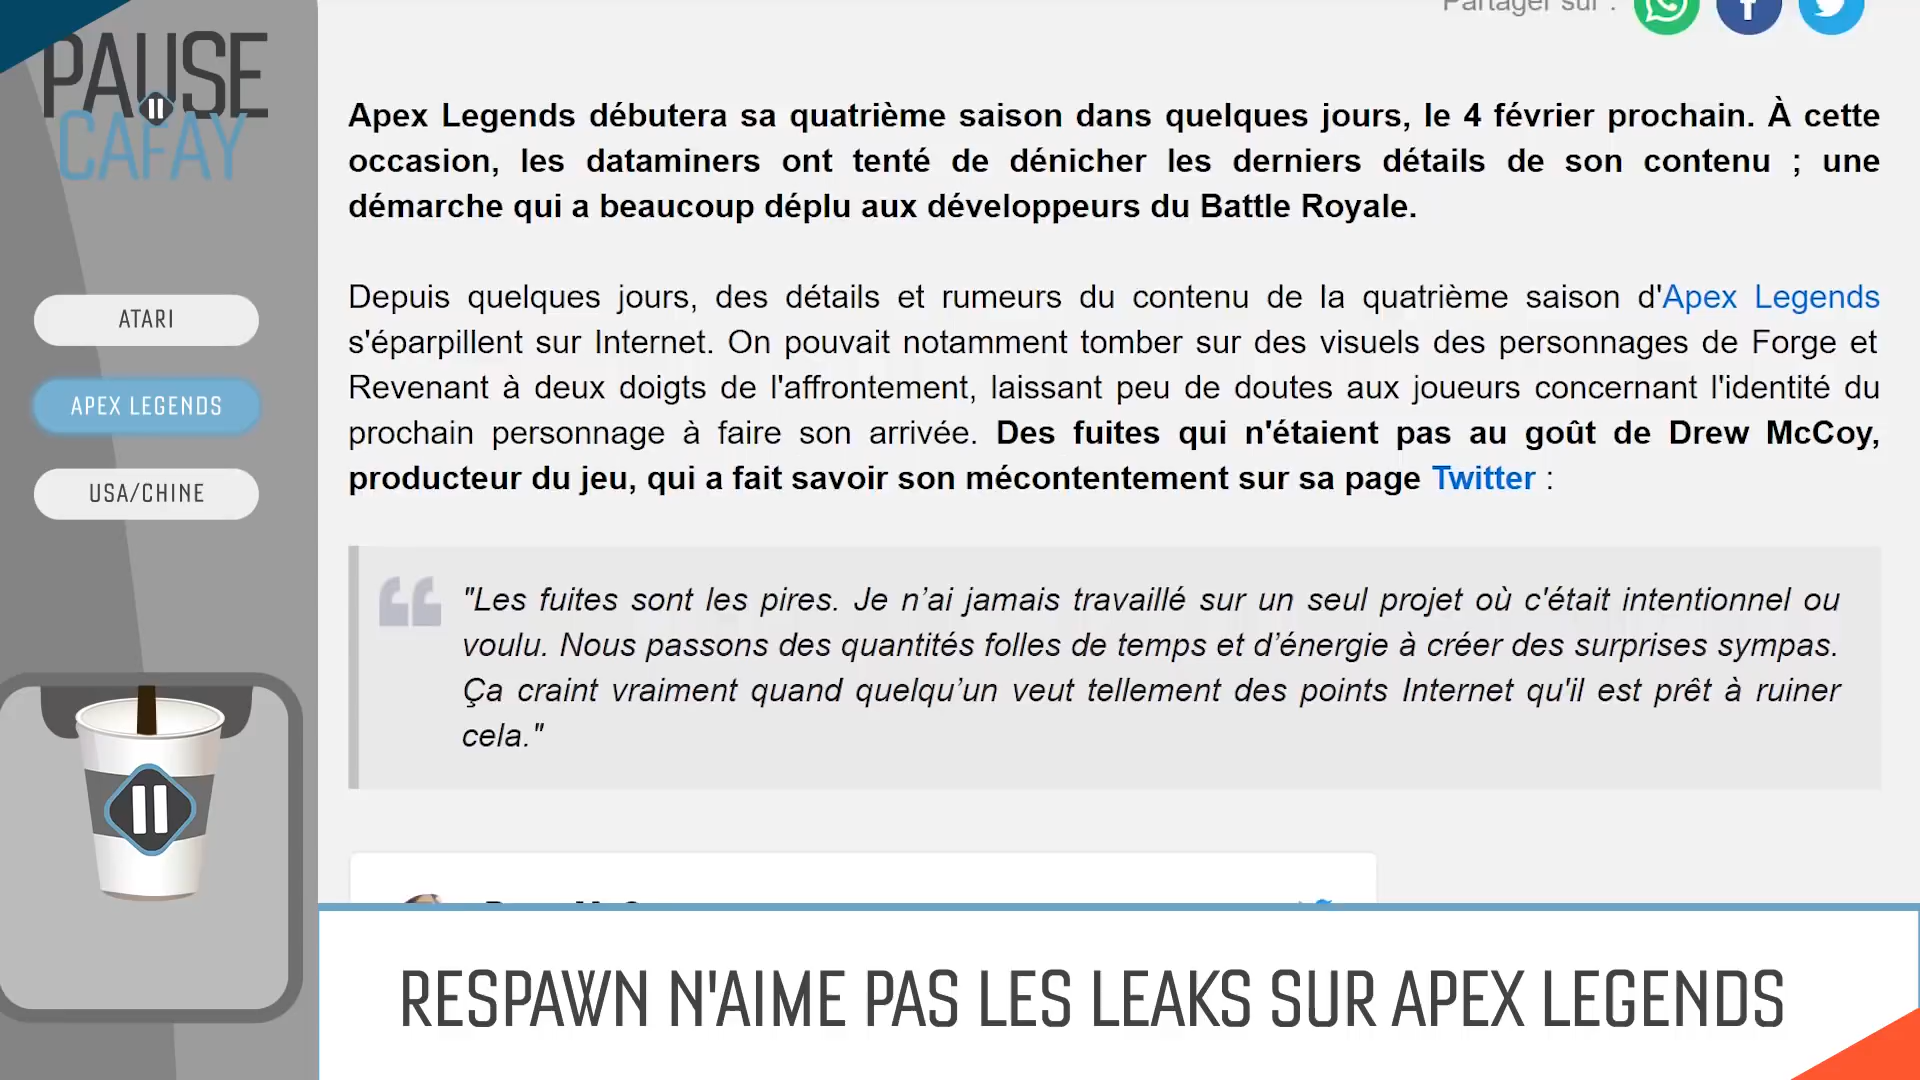 PAUSE
CAFAY
ATARI
APEX LEGENDS
USA/CHINE
Partager sur :
Apex Legends débutera sa quatrième saison dans quelques jours, le 4 février prochain. À cette
occasion, les dataminers ont tenté de dénicher les derniers détails de son contenu ; une
démarche qui a beaucoup déplu aux développeurs du Battle Royale.
Depuis quelques jours, des détails et rumeurs du contenu de la quatrième saison d'Apex Legends
s'éparpillent sur Internet. On pouvait notamment tomber sur des visuels des personnages de Forge et
Revenant à deux doigts de l'affrontement, laissant peu de doutes aux joueurs concernant l'identité du
prochain personnage à faire son arrivée. Des fuites qui n'étaient pas au goût de Drew McCoy,
producteur du jeu, qui a fait savoir son mécontentement sur sa page Twitter :
"Les fuites sont les pires. Je n’ai jamais travaillé sur un seul projet où c'était intentionnel ou
voulu. Nous passons des quantités folles de temps et d’énergie à créer des surprises sympas.
Ça craint vraiment quand quelqu’un veut tellement des points Internet qu'il est prêt à ruiner
cela."
RESPAWN N'AIME PAS LES LEAKS SUR APEX LEGENDS